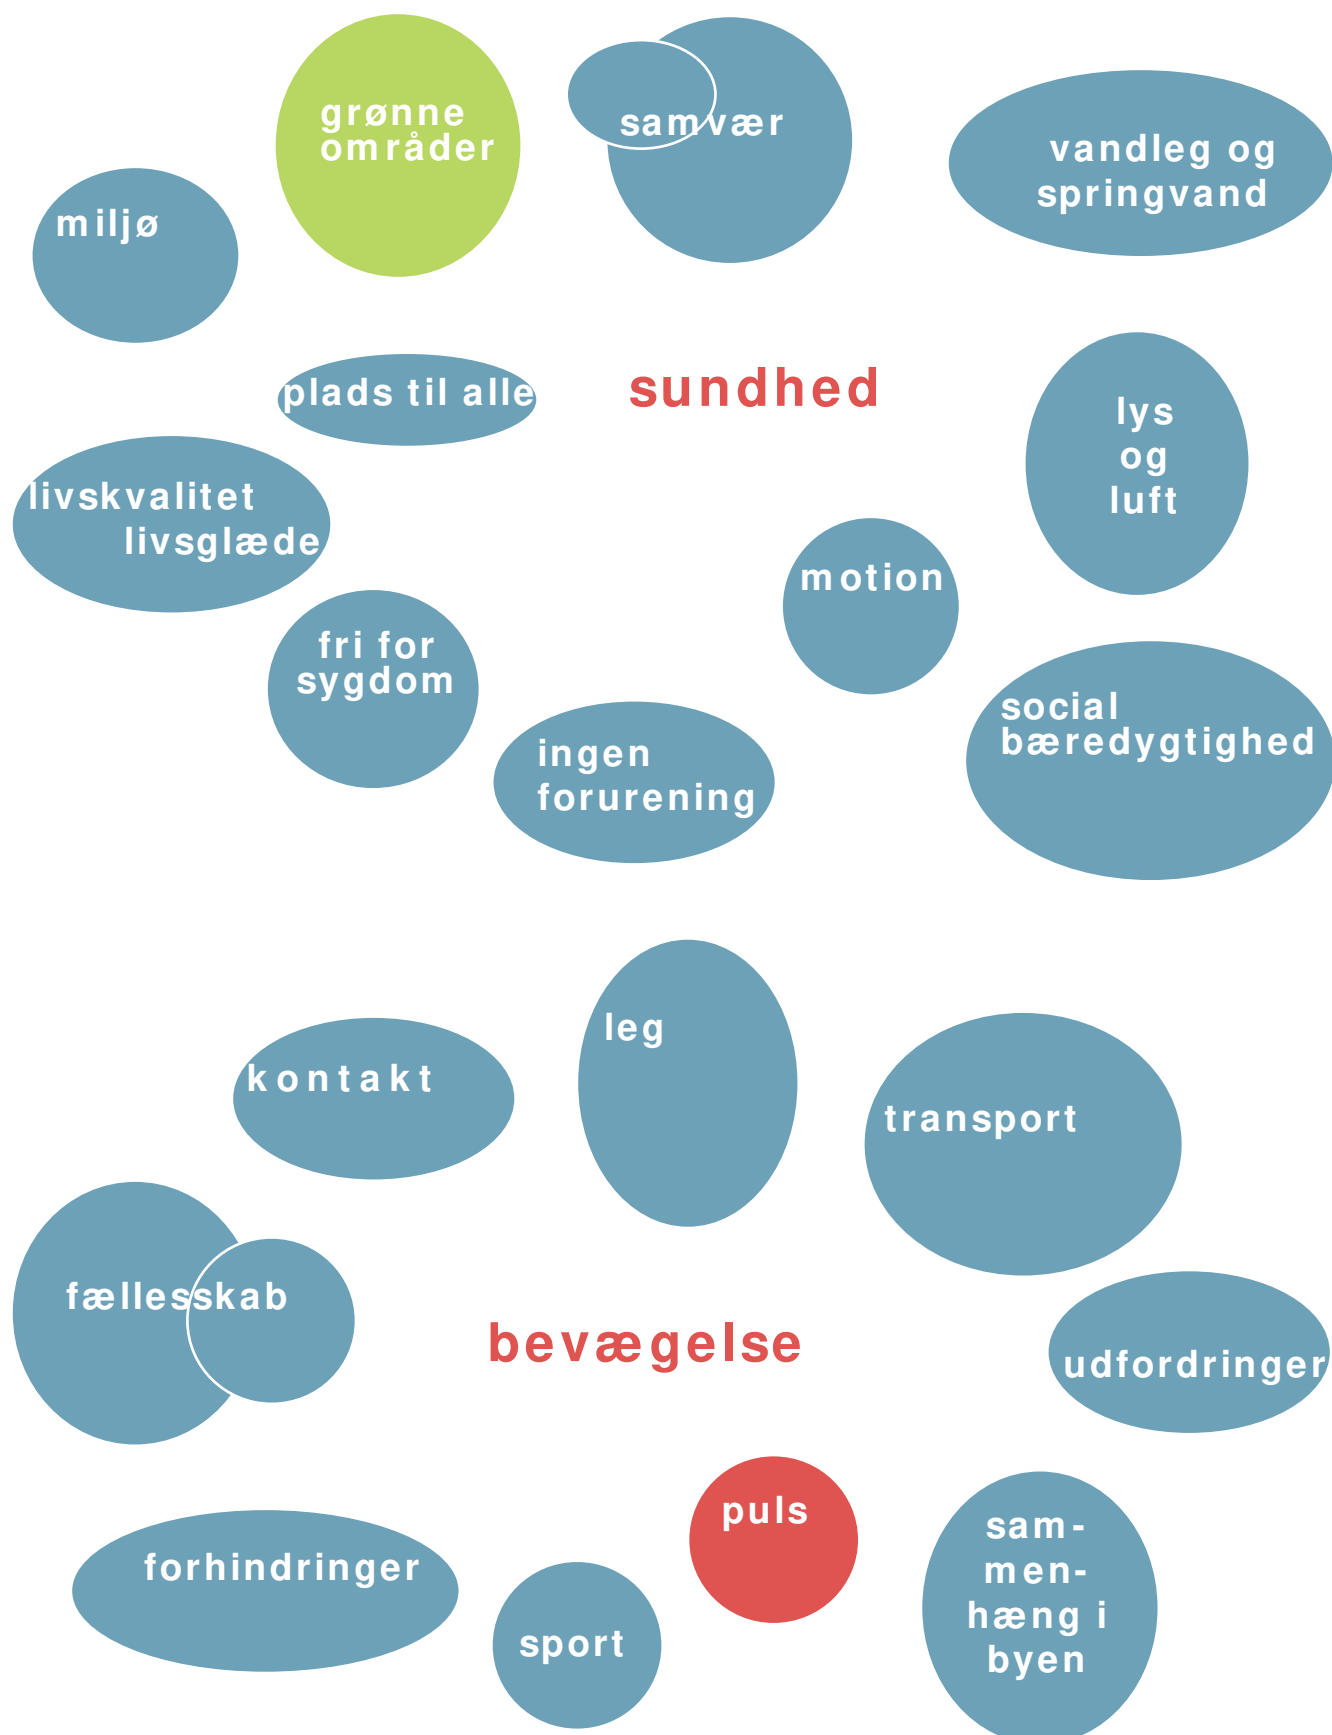 grønne
områder
samvær
vandleg og
springvand
miljø
plads til alle
sundhed
lys
og
luft
livskvalitet
livsglæde
motion
fri for
sygdom
social
bæredygtighed
ingen
forurening
leg
kontakt
transport
fællesskab
bevægelse
udfordringer
puls
sam-
men-
hæng i
byen
forhindringer
sport